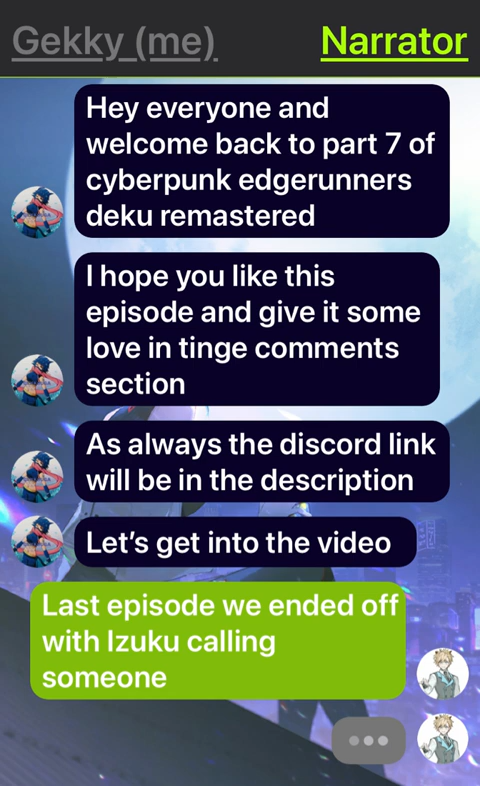 Gekky (me)
Narrator
Hey everyone and
welcome back to part 7 of
cyberpunk edgerunners
deku remastered
I hope you like this
episode and give it some
love in tinge comments
section
As always the discord link
will be in the description
Let's get into the video
Last episode we ended off
with Izuku calling
someone